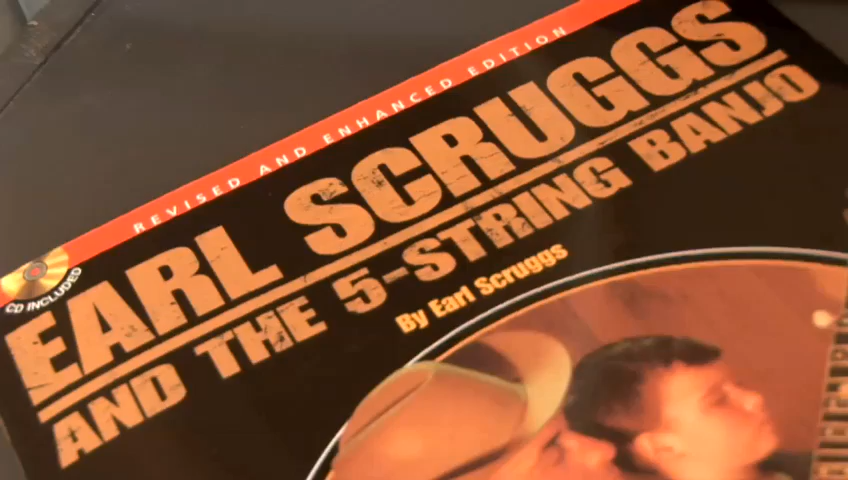 REVISED AND ENHANCED EDITION
CD INCLUDED
EARL SCRUGGS
AND THE 5-STRING BANJO
By Earl Scruggs